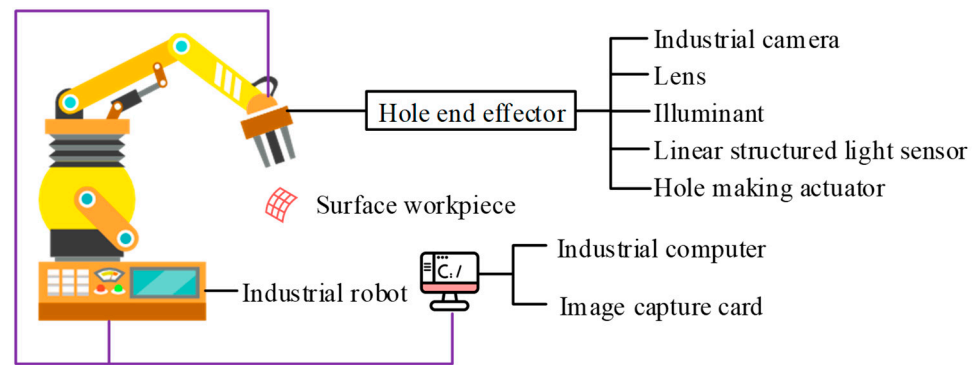 Industrial camera
Lens
Hole end effector
Illuminant
Linear structured light sensor
Hole making actuator
Surface workpiece
Industrial computer
C:/
Industrial robot
Image capture card